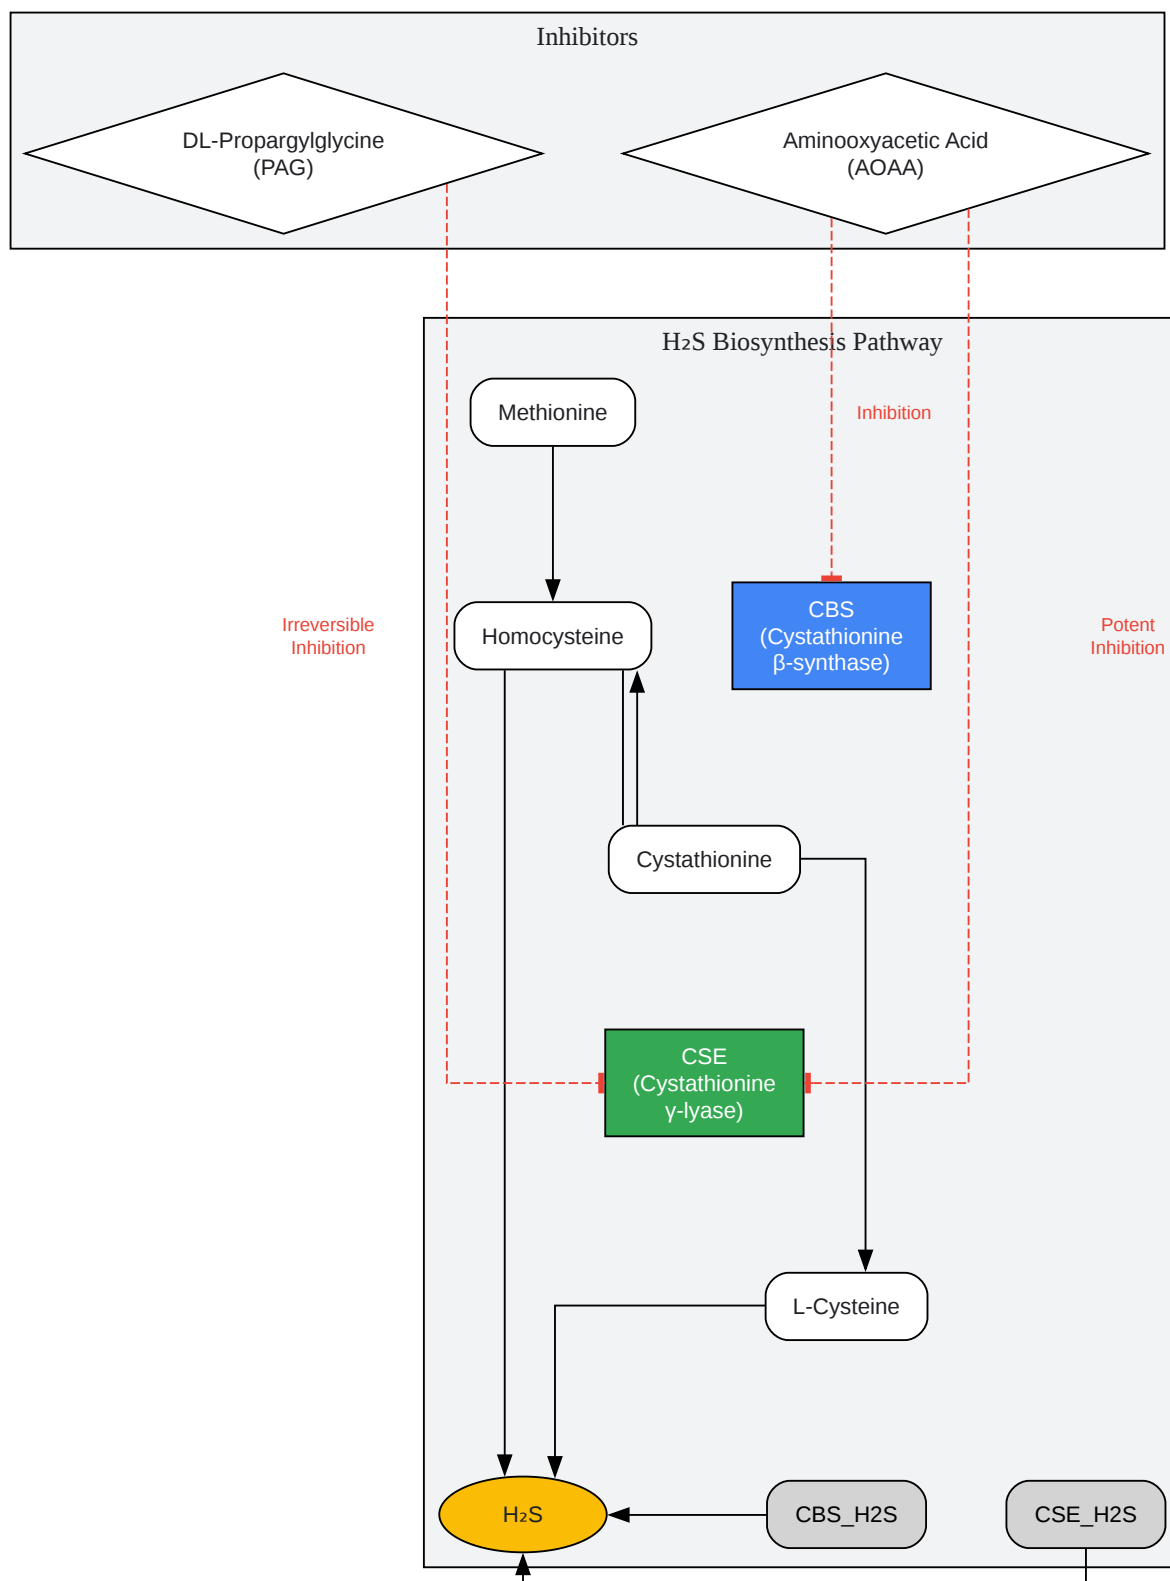 Inhibitors
DL-Propargylglycine
(PAG)
Aminooxyacetic Acid
(AOAA)
H₂S Biosynthesis Pathway
Methionine
Inhibition
Irreversible
Inhibition
Homocysteine
CBS
(Cystathionine
β-synthase)
Potent
Inhibition
Cystathionine
CSE
(Cystathionine
γ-lyase)
L-Cysteine
H₂S
CBS_H2S
CSE_H2S